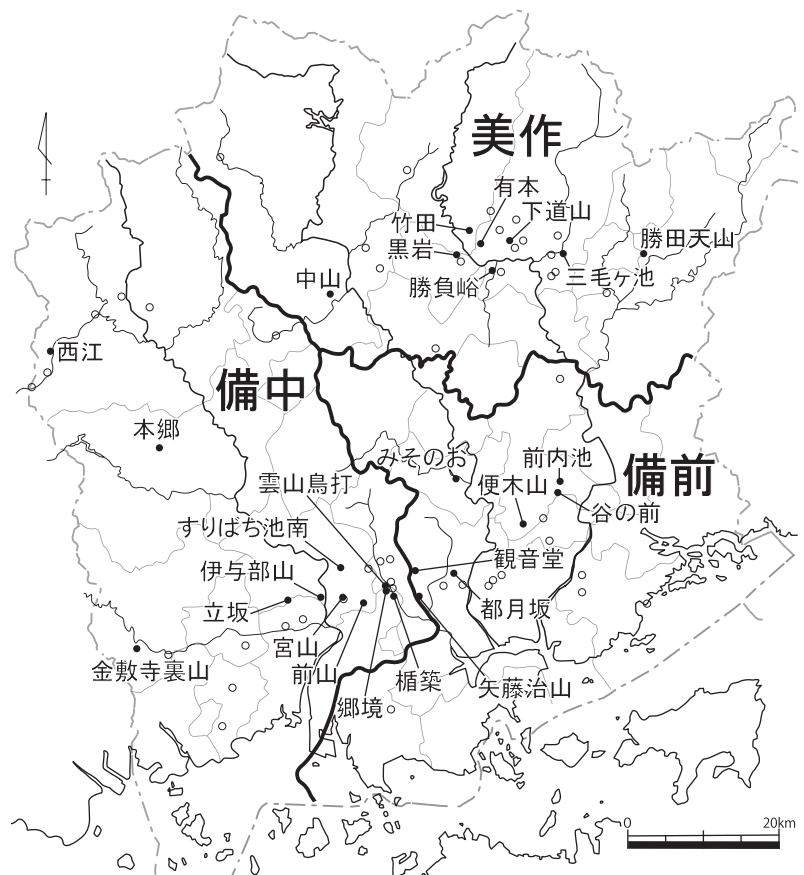 美作
有本
下道山
竹田
黒岩
勝田天山
勝負峪
三毛ヶ池
中山
西江
備中
本郷
みそのお
前内池
備前
雲山鳥打
便木山
谷の前
すりばち池南
観音堂
伊与部山
都月坂
立坂
宮山
金敷寺裏山
前山
楯築
矢藤治山
郷境
0
20km